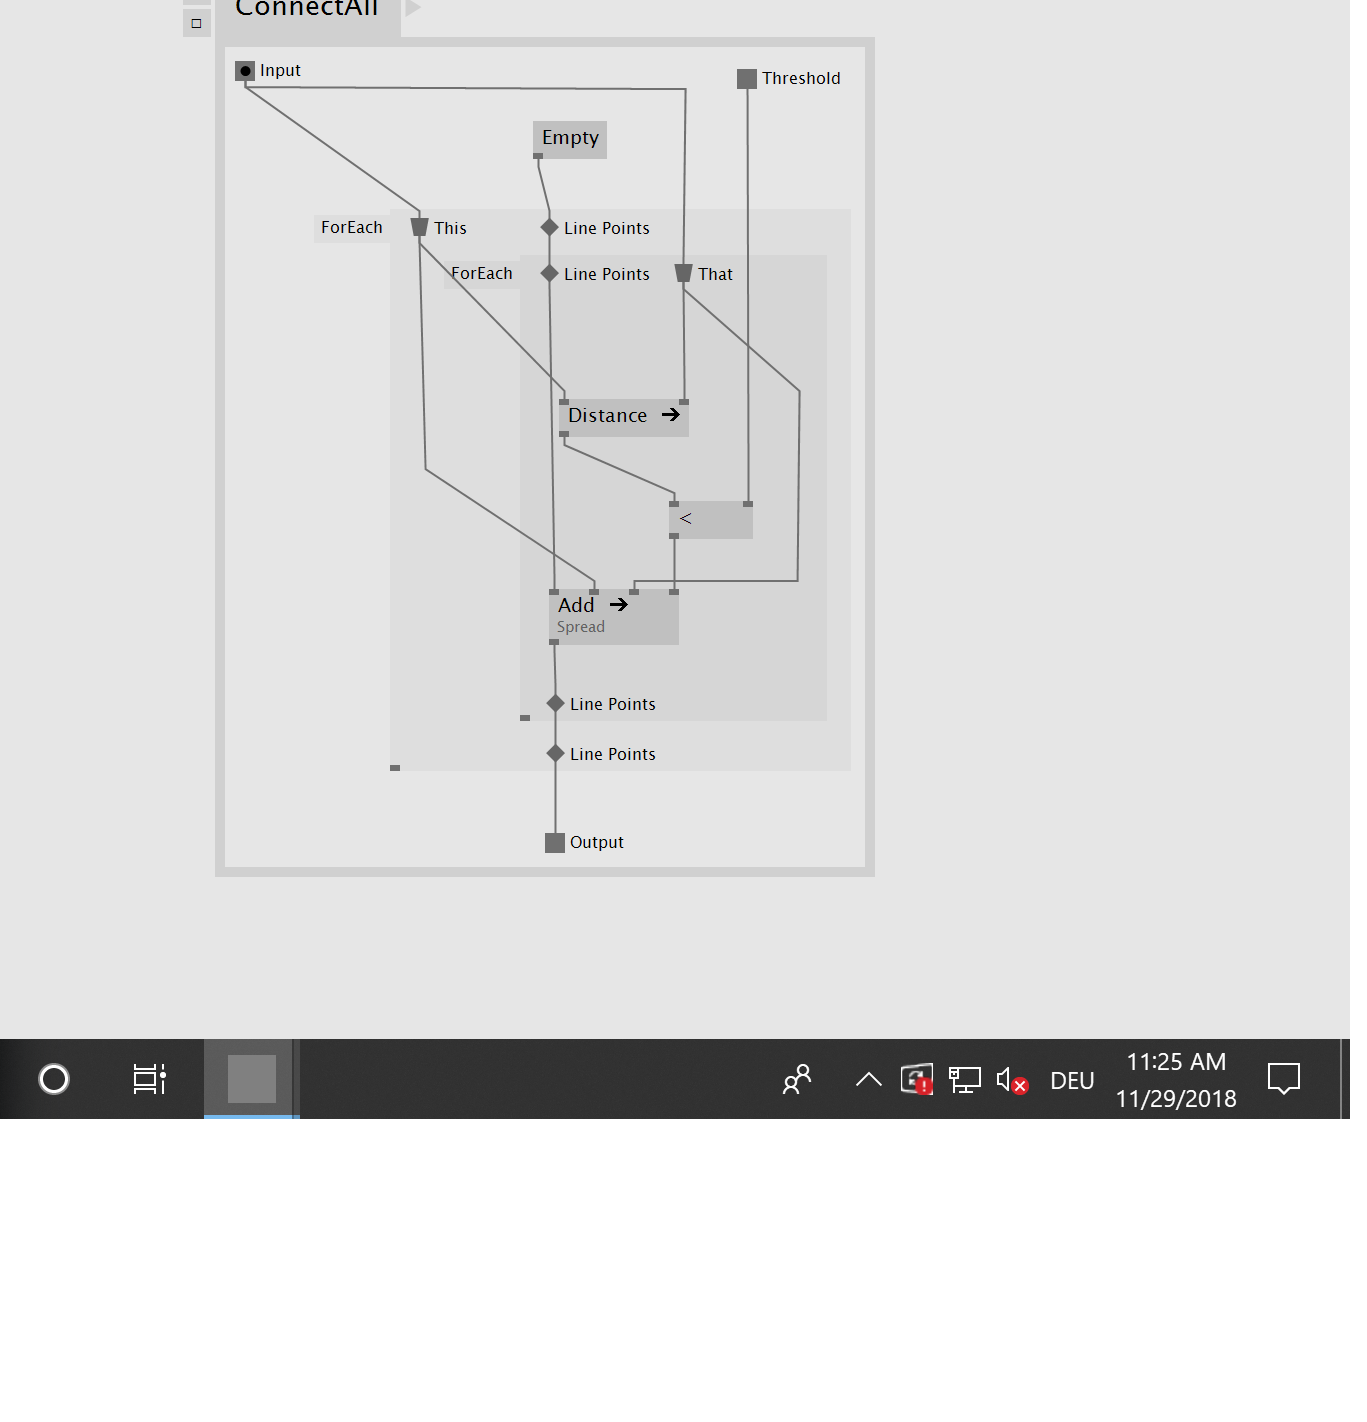 ConnectAll
Input
Threshold
Empty
ForEach
This
Line Points
ForEach
Line Points
That
Distance
<
Add
Spread
Line Points
Line Points
Output
DEU
11:25 AM
11/29/2018